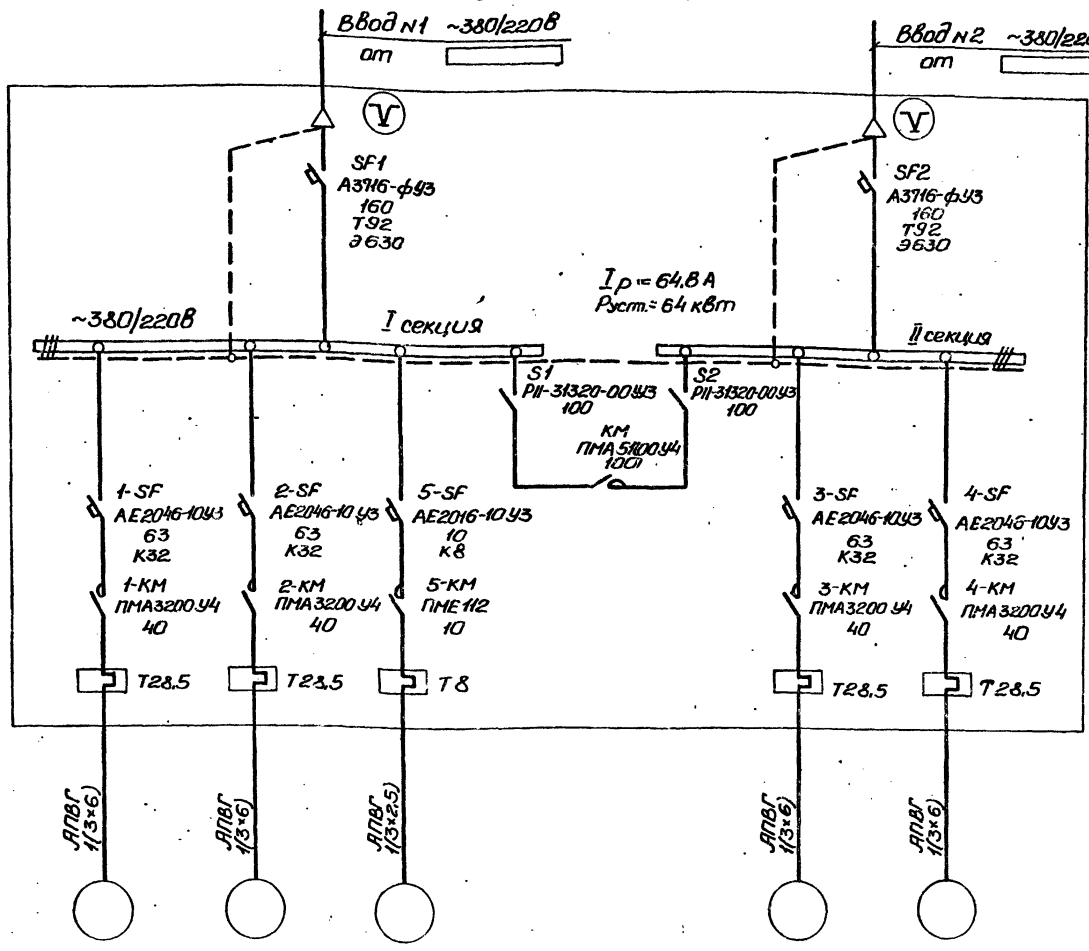 Ввод N1 ~380/220В
от
Ввод N2 ~380/22
от
V
V
SF1
А3716-фУ3
160
Т92
Э630
SF2
А3716-фУ3
160
Т92
Э630
Iр = 64.8 А
Руст. = 64 квт
~380/220В
I секция
II секция
S1
РП-31320-00У3
100
S2
РП-31320-00У3
100
КМ
100
1-SF
АЕ2046-10У3
63
К32
2-SF
АЕ2046-10У3
63
К32
5-SF
АЕ2016-10У3
10
К8
3-SF
АЕ2046-10У3
63
К32
4-SF
АЕ2046-10У3
63
К32
1-КМ
ПМА3200У4
40
2-КМ
ПМА3200У4
40
5-КМ
ПМЕ112
10
3-КМ
ПМА3200У4
40
4-КМ
ПМА3200У4
40
Т28,5
Т28,5
Т8
Т28,5
Т28,5
АПВГ
1(3×6)
АПВГ
1(3×6)
АПВГ
1(3×2,5)
АПВГ
1(3×6)
АПВГ
1(3×6)